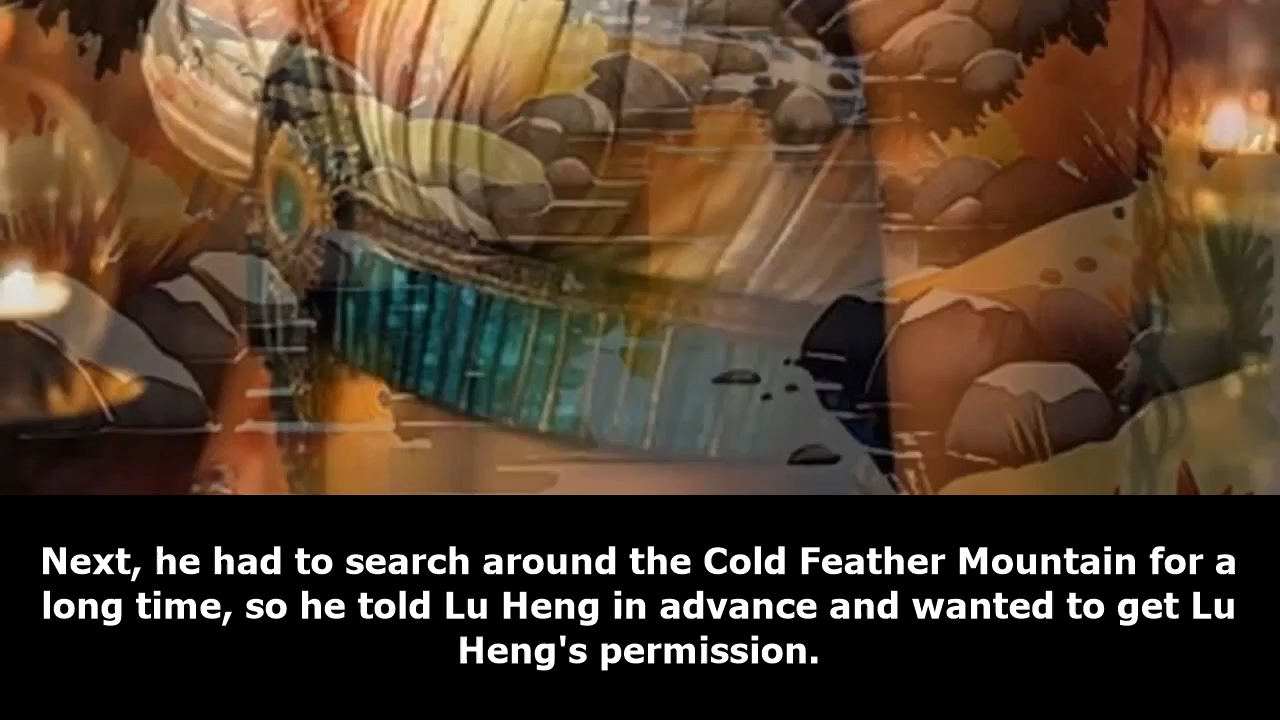 Next, he had to search around the Cold Feather Mountain for a
long time, so he told Lu Heng in advance and wanted to get Lu
Heng's permission.